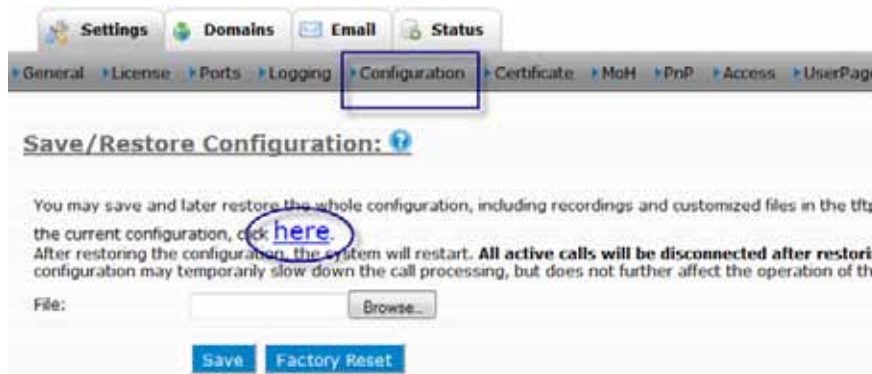 Settings Domains Email Status
General License Ports Logging Configuration Certificate MoH PnP Access UserPage
Save/Restore Configuration:
You may save and later restore the whole configuration, including recordings and customized files in the tftp
the current configuration, click here.
After restoring the configuration, the system will restart. All active calls will be disconnected after restori
configuration may temporarily slow down the call processing, but does not further affect the operation of th
File: Browse...
Save Factory Reset